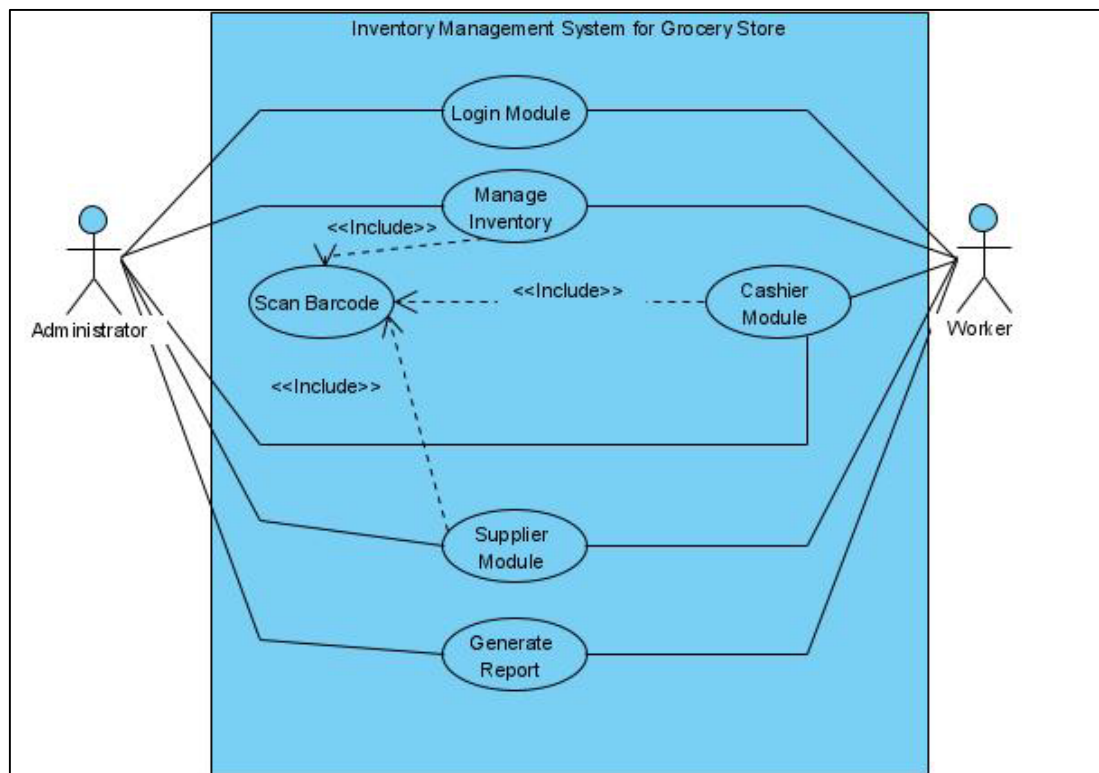 Inventory Management System for Grocery Store
Login Module
Manage
Inventory
<<Include>>
Scan Barcode
<<Include>>
Cashier
Module
Administrator
Worker
<<Include>>
Supplier
Module
Generate
Report